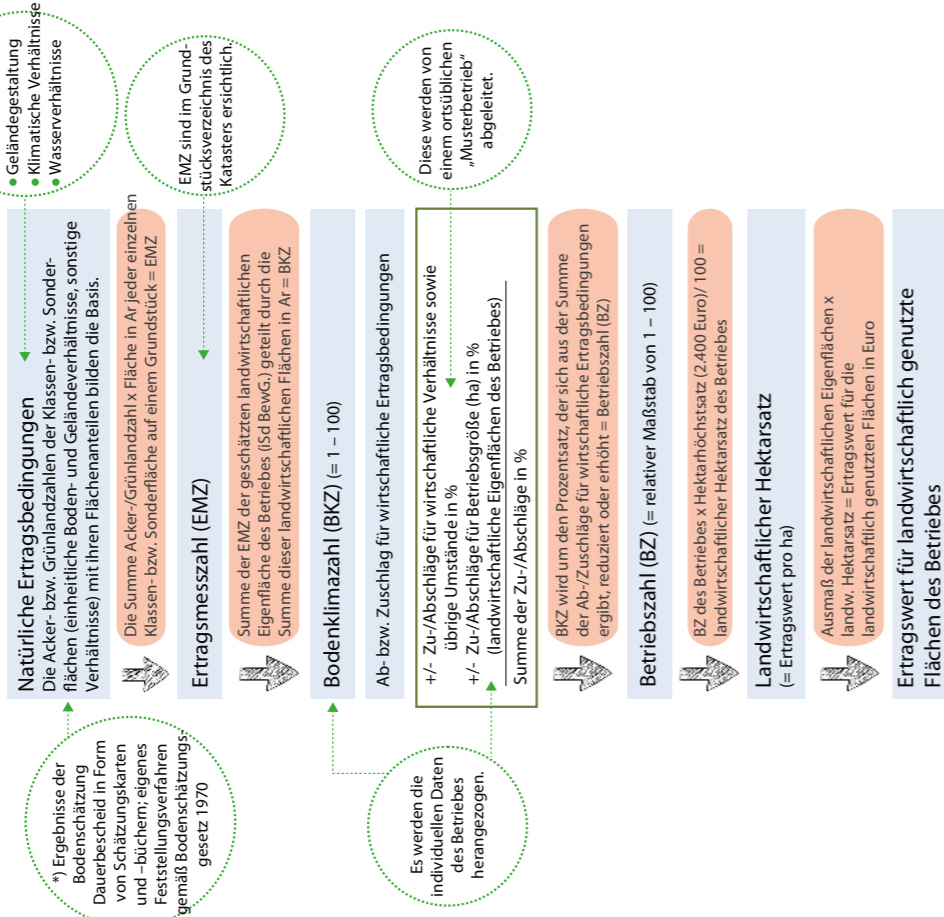 ● Geländegestaltung
● Klimatische Verhältnisse
● Wasserverhältnisse
*) Ergebnisse der
Bodenschätzung
Dauerbescheid in Form
von Schätzungskarten
und –büchern; eigenes
Feststellungsverfahren
gemäß Bodenschätzungs-
gesetz 1970
Natürliche Ertragsbedingungen
Die Acker- bzw. Grünlandzahlen der Klassen- bzw. Sonder-
flächen (einheitliche Boden- und Geländeverhältnisse, sonstige
Verhältnisse) mit ihren Flächenanteilen bilden die Basis.
Die Summe Acker-/Grünlandzahl x Fläche in Ar jeder einzelnen
Klassen- bzw. Sonderfläche auf einem Grundstück = EMZ
EMZ sind im Grund-
stücksverzeichnis des
Katasters ersichtlich.
Ertragsmesszahl (EMZ)
Summe der EMZ der geschätzten landwirtschaftlichen
Eigenfläche des Betriebes (iSd BewG.) geteilt durch die
Summe dieser landwirtschaftlichen Flächen in Ar = BKZ
Bodenklimazahl (BKZ) (= 1 – 100)
Ab- bzw. Zuschlag für wirtschaftliche Ertragsbedingungen
+/- Zu-/Abschläge für wirtschaftliche Verhältnisse sowie
übrige Umstände in %
+/- Zu-/Abschläge für Betriebsgröße (ha) in %
(landwirtschaftliche Eigenflächen des Betriebes)
Summe der Zu-/Abschläge in %
Diese werden von
einem ortsüblichen
„Musterbetrieb“
abgeleitet.
Es werden die
individuellen Daten
des Betriebes
herangezogen.
BKZ wird um den Prozentsatz, der sich aus der Summe
der Ab-/Zuschläge für wirtschaftliche Ertragsbedingungen
ergibt, reduziert oder erhöht = Betriebszahl (BZ)
Betriebszahl (BZ) (= relativer Maßstab von 1 – 100)
BZ des Betriebes x Hektarhöchstsatz (2.400 Euro)/ 100 =
landwirtschaftlicher Hektarsatz des Betriebes
Landwirtschaftlicher Hektarsatz
(= Ertragswert pro ha)
Ausmaß der landwirtschaftlichen Eigenflächen x
landw. Hektarsatz = Ertragswert für die
landwirtschaftlich genutzten Flächen in Euro
Ertragswert für landwirtschaftlich genutzte
Flächen des Betriebes